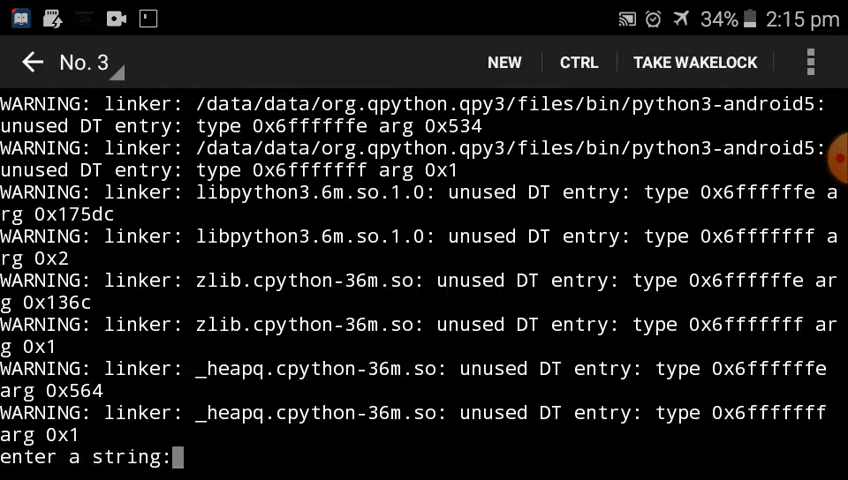 34% 2:15 pm
No. 3 NEW CTRL TAKE WAKELOCK
WARNING: linker: /data/data/org.qpython.qpy3/files/bin/python3-android5:
unused DT entry: type 0x6ffffffe arg 0x534
WARNING: linker: /data/data/org.qpython.qpy3/files/bin/python3-android5:
unused DT entry: type 0x6fffffff arg 0x1
WARNING: linker: libpython3.6m.so.1.0: unused DT entry: type 0x6ffffffe a
rg 0x175dc
WARNING: linker: libpython3.6m.so.1.0: unused DT entry: type 0x6fffffff a
rg 0x2
WARNING: linker: zlib.cpython-36m.so: unused DT entry: type 0x6ffffffe ar
g 0x136c
WARNING: linker: zlib.cpython-36m.so: unused DT entry: type 0x6fffffff ar
g 0x1
WARNING: linker: _heapq.cpython-36m.so: unused DT entry: type 0x6ffffffe
arg 0x564
WARNING: linker: _heapq.cpython-36m.so: unused DT entry: type 0x6fffffff
arg 0x1
enter a string: